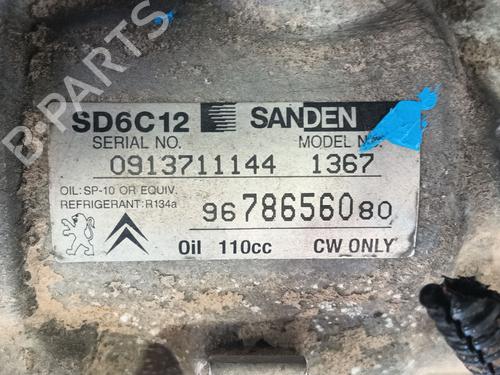 SD6C12 SANDEN
SERIAL NO. MODEL
0913711144 1367
OIL: SP-10 OR EQUIV.
REFRIGERANT: R134a
9678656080
Oil 110cc CW ONLY